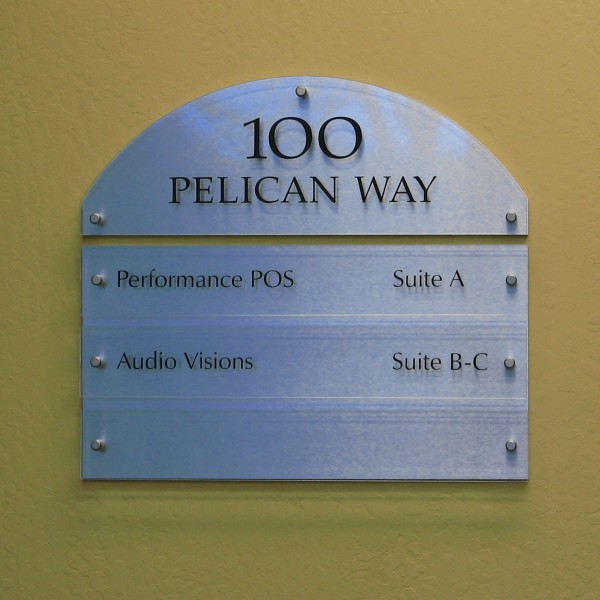 100
PELICAN WAY
Performance POS Suite A
Audio Visions Suite B-C